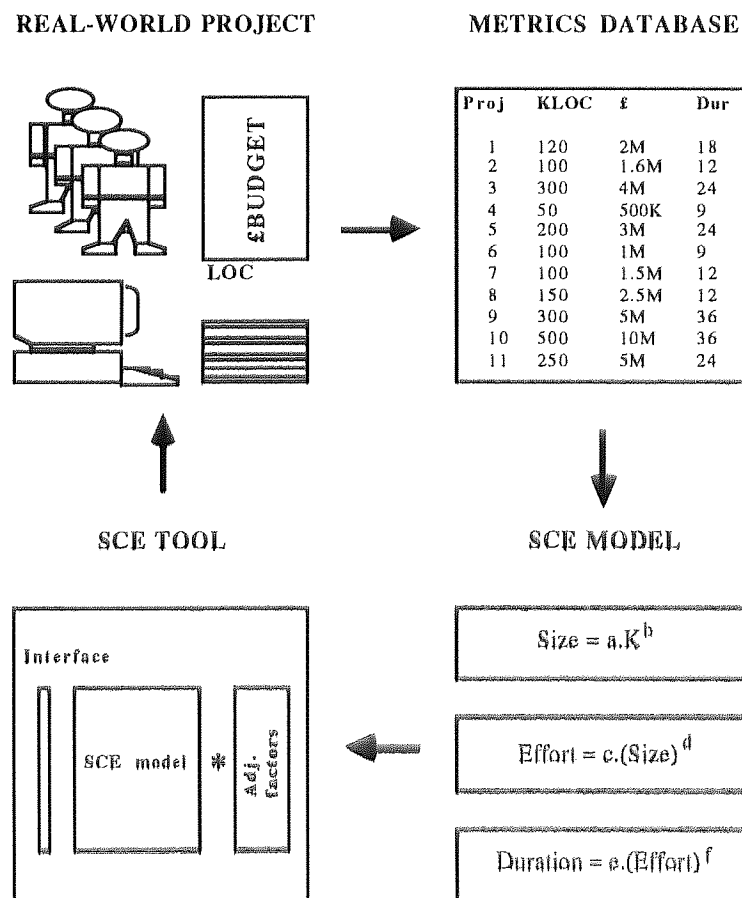 REAL-WORLD PROJECT
METRICS DATABASE
£BUDGET
LOC
Proj KLOC £ Dur
1 120 2M 18
2 100 1.6M 12
3 300 4M 24
4 50 500K 9
5 200 3M 24
6 100 1M 9
7 100 1.5M 12
8 150 2.5M 12
9 300 5M 36
10 500 10M 36
11 250 5M 24
SCE TOOL
SCE MODEL
Interface
SCE model
*
Adj.
factors
Size = a.K^b
Effort = c.(Size)^d
Duration = e.(Effort)^f